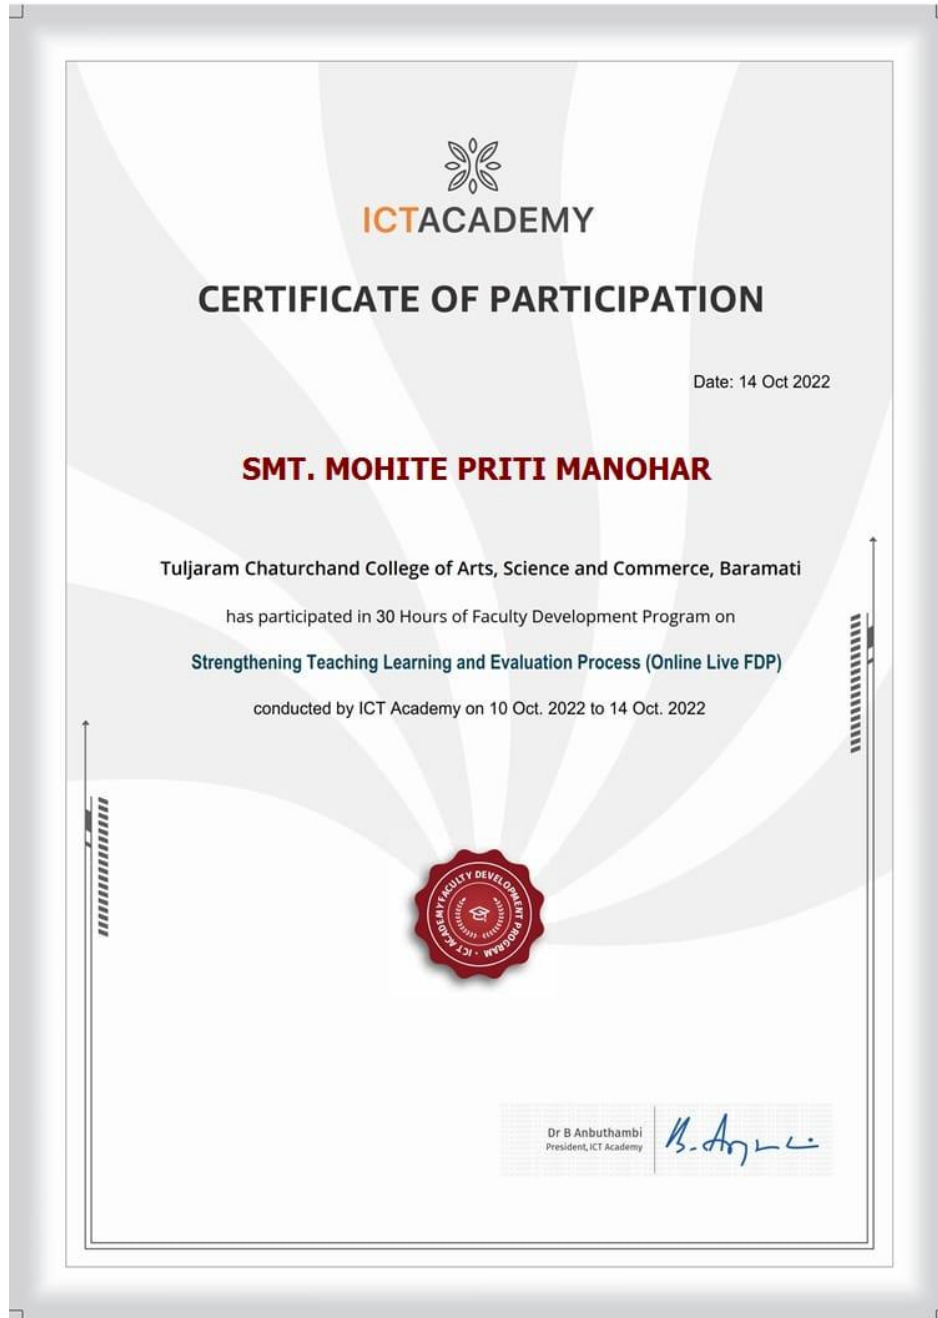 ICTACADEMY
CERTIFICATE OF PARTICIPATION
Date: 14 Oct 2022
SMT. MOHITE PRITI MANOHAR
Tuljaram Chaturchand College of Arts, Science and Commerce, Baramati
has participated in 30 Hours of Faculty Development Program on
Strengthening Teaching Learning and Evaluation Process (Online Live FDP)
conducted by ICT Academy on 10 Oct. 2022 to 14 Oct. 2022
FACULTY DEVELOPMENT PROGRAM · ICT ACADEMY
Dr B Anbuthambi
President, ICT Academy